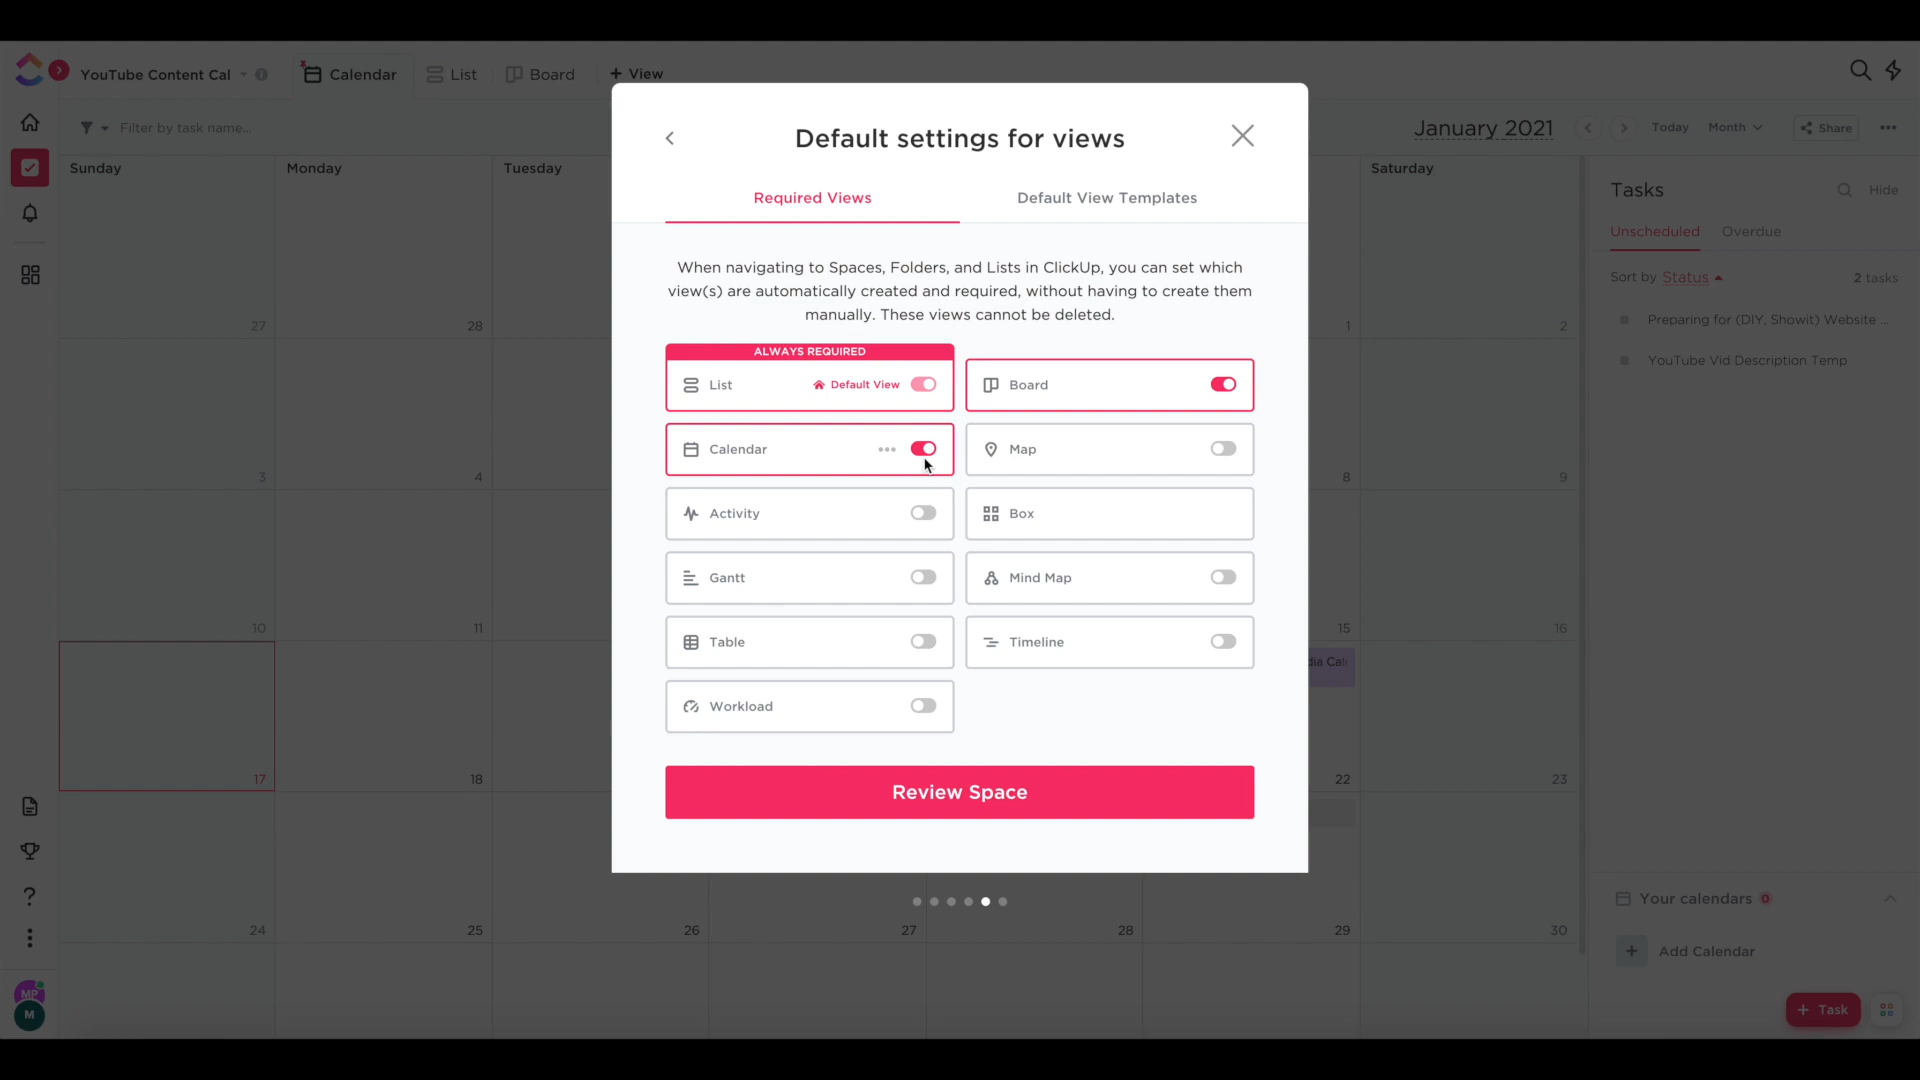 YouTube Content Cal
Calendar
List
Board
+ View
Filter by task name...
January 2021
Today
Month
Share
Sunday
Monday
Tuesday
Saturday
27
28
1
2
3
4
8
9
10
11
15
16
dia Cal
17
18
22
23
24
25
26
27
28
29
30
Default settings for views
Required Views
Default View Templates
When navigating to Spaces, Folders, and Lists in ClickUp, you can set which
view(s) are automatically created and required, without having to create them
manually. These views cannot be deleted.
ALWAYS REQUIRED
List
Default View
Board
Calendar
Map
Activity
Box
Gantt
Mind Map
Table
Timeline
Workload
Review Space
Tasks
Hide
Unscheduled
Overdue
Sort by Status
2 tasks
Preparing for (DIY, Showit) Website ...
YouTube Vid Description Temp
Your calendars 0
+ Add Calendar
+ Task
?
MP
M